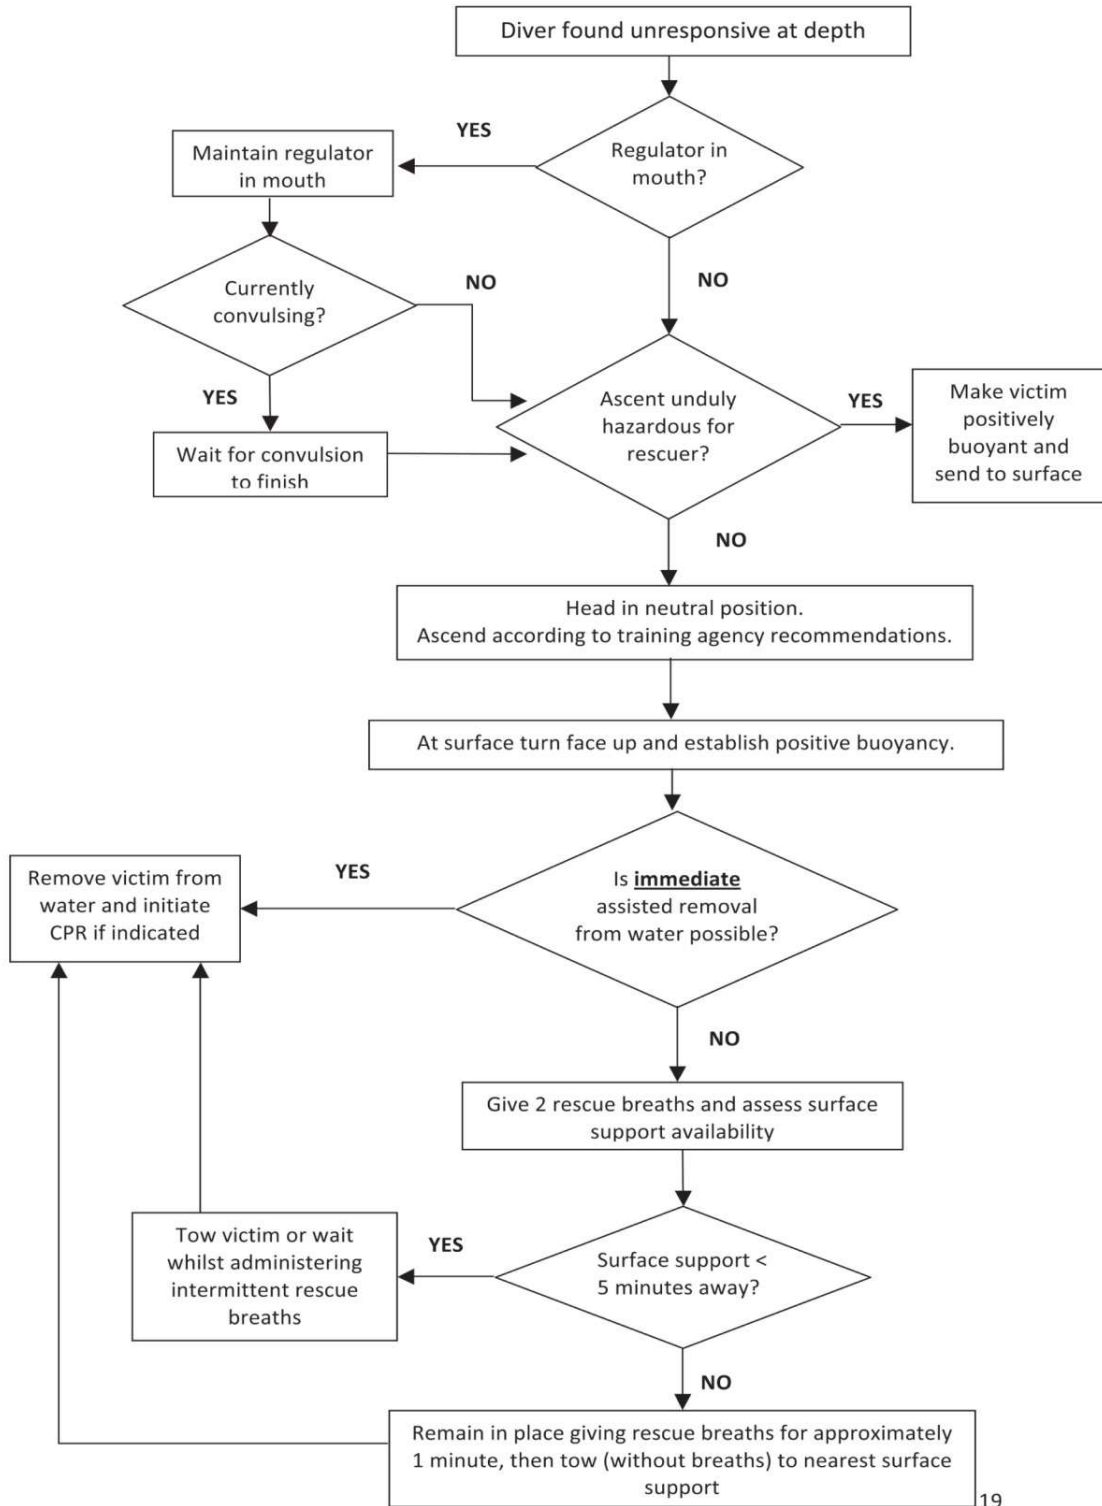 Diver found unresponsive at depth
Regulator in
mouth?
YES
Maintain regulator
in mouth
NO
Currently
convulsing?
NO
YES
Wait for convulsion
to finish
Ascent unduly
hazardous for
rescuer?
YES
Make victim
positively
buoyant and
send to surface
NO
Head in neutral position.
Ascend according to training agency recommendations.
At surface turn face up and establish positive buoyancy.
Is immediate
assisted removal
from water possible?
YES
Remove victim from
water and initiate
CPR if indicated
NO
Give 2 rescue breaths and assess surface
support availability
Surface support <
5 minutes away?
YES
Tow victim or wait
whilst administering
intermittent rescue
breaths
NO
Remain in place giving rescue breaths for approximately
1 minute, then tow (without breaths) to nearest surface
support
19